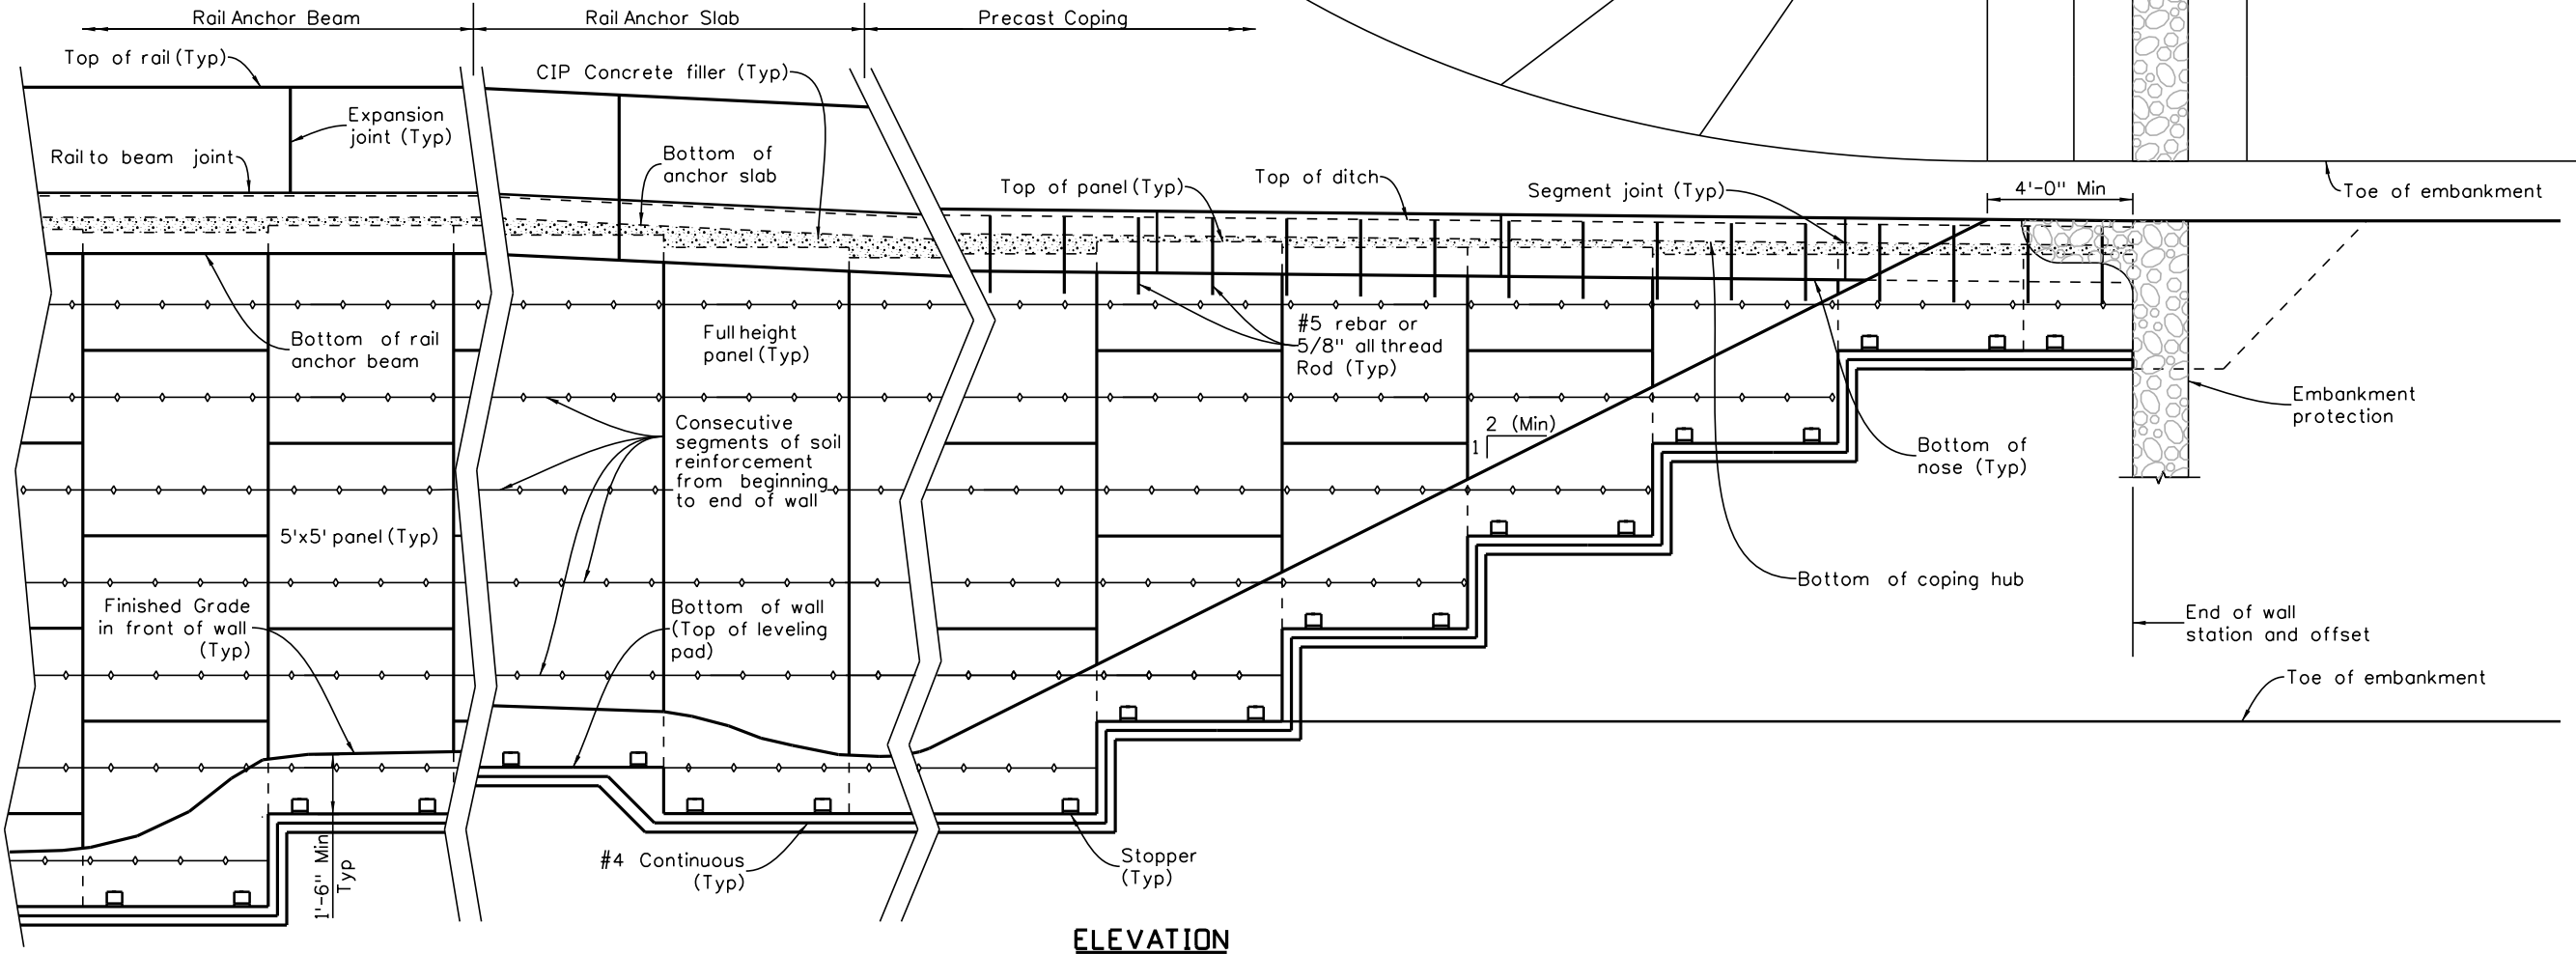 Rail Anchor Beam
Rail Anchor Slab
Precast Coping
Top of rail (Typ)
CIP Concrete filler (Typ)
Expansion
joint (Typ)
Rail to beam joint
Bottom of
anchor slab
Top of panel (Typ)
Top of ditch
Segment joint (Typ)
4'-0" Min
Toe of embankment
Bottom of rail
anchor beam
Full height
panel (Typ)
#5 rebar or
5/8" all thread
Rod (Typ)
Embankment
protection
Consecutive
segments of soil
reinforcement
from beginning
to end of wall
2 (Min)
1
Bottom of
nose (Typ)
5'x5' panel (Typ)
Bottom of coping hub
Finished Grade
in front of wall
(Typ)
Bottom of wall
(Top of leveling
pad)
End of wall
station and offset
Toe of embankment
1'-6" Min
Typ
#4 Continuous
(Typ)
Stopper
(Typ)
ELEVATION